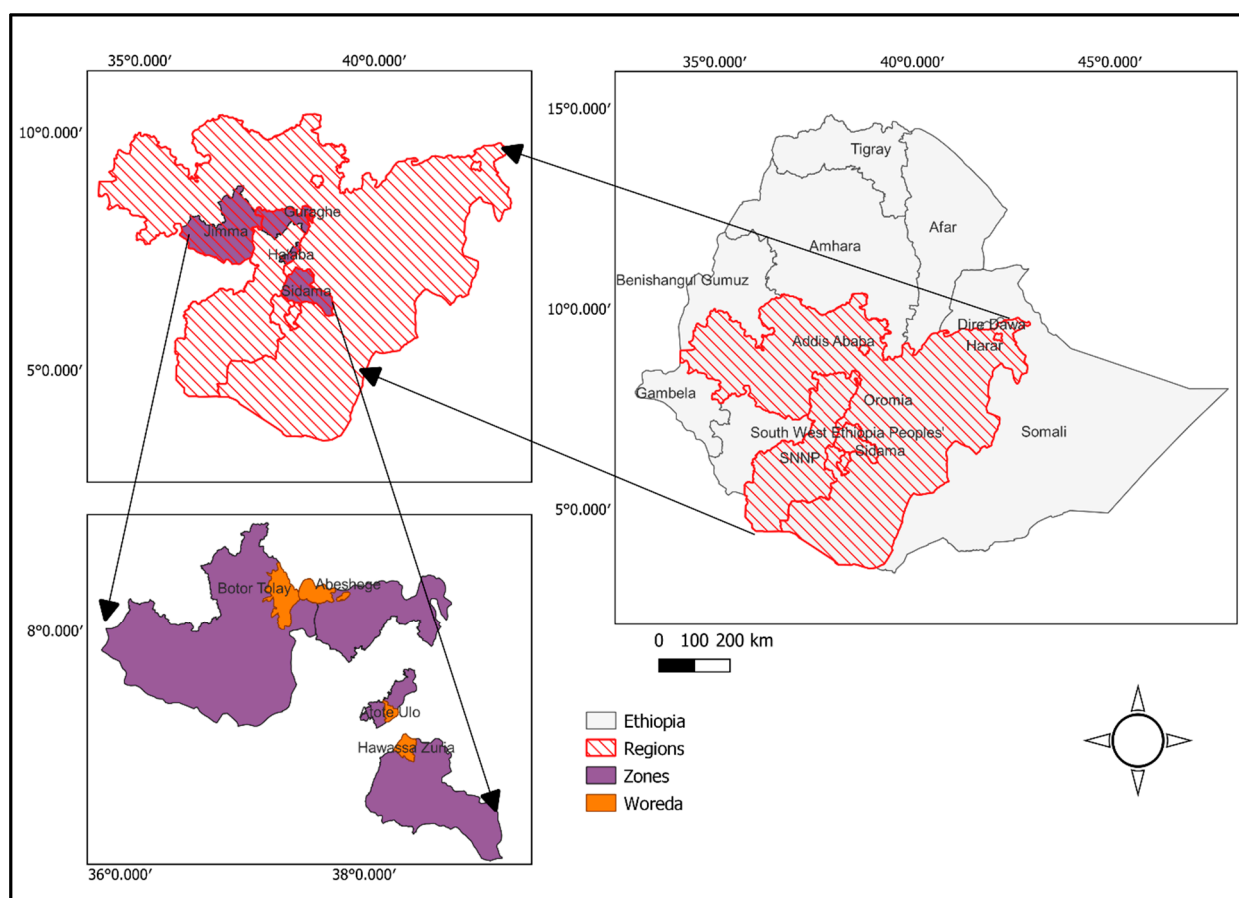 35°0.000′ 40°0.000′
10°0.000′
5°0.000′
Guraghe
Jimma
Halaba
Sidama
35°0.000′ 40°0.000′ 45°0.000′
15°0.000′
10°0.000′
5°0.000′
Tigray
Afar
Amhara
Benishangul Gumuz
Dire Dawa
Addis Ababa
Harar
Gambela
Oromia
South West Ethiopia Peoples'
Somali
SNNP
Sidama
8°0.000′
36°0.000′ 38°0.000′
Botor Tolay
Abeshege
Atote Ulo
Hawassa Zuria
0 100 200 km
Ethiopia
Regions
Zones
Woreda